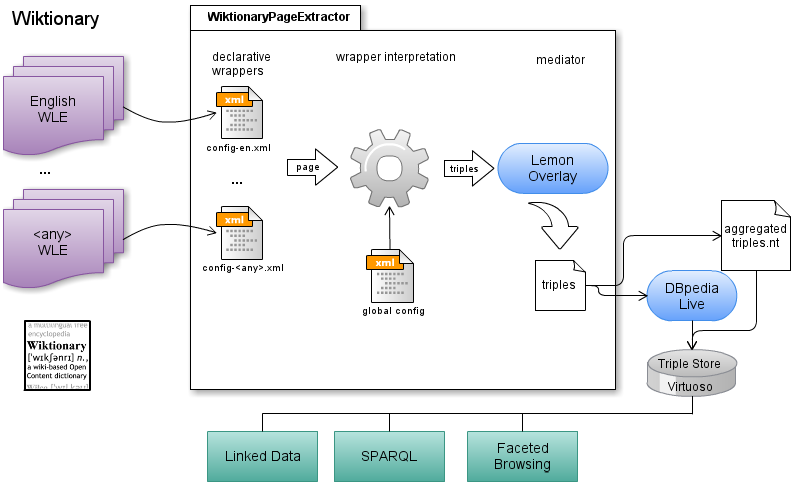 Wiktionary
WiktionaryPageExtractor
English
WLE
...
<any>
WLE
a multilingual free
encyclopedia
Wiktionary
['wɪkʃənrɪ] n.,
a wiki-based Open
Content dictionary
declarative
wrappers
xml
config-en.xml
...
xml
config-<any>.xml
page
wrapper interpretation
xml
global config
triples
mediator
Lemon
Overlay
triples
aggregated
triples.nt
DBpedia
Live
Triple Store
Virtuoso
Linked Data
SPARQL
Faceted
Browsing